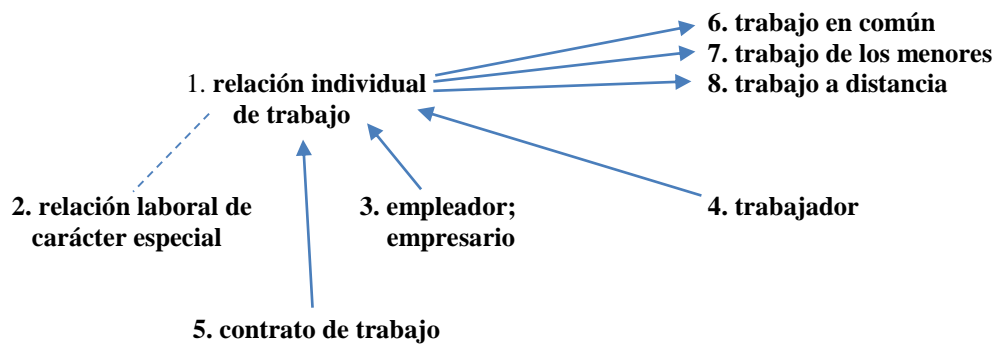 6. trabajo en común
7. trabajo de los menores
1. relación individual
8. trabajo a distancia
de trabajo
2. relación laboral de
carácter especial
3. empleador;
empresario
4. trabajador
5. contrato de trabajo